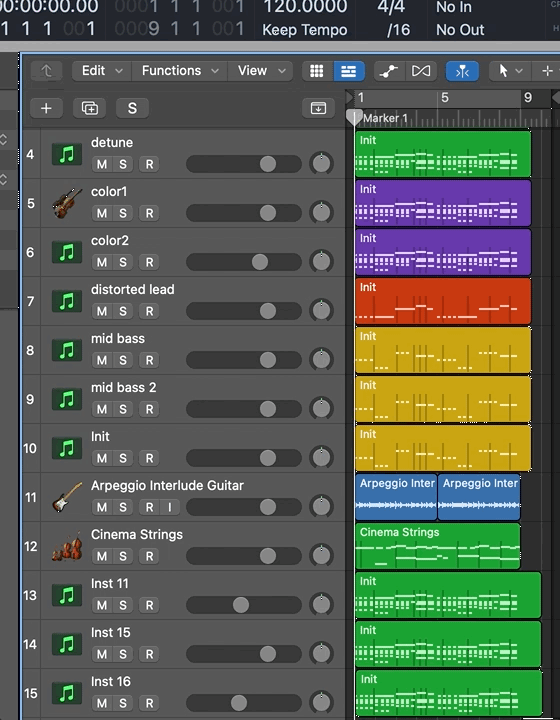 0:00:00.00 0001 1 1 001 120.0000 4/4 No In
1 1 1 001 0009 1 1 001 Keep Tempo /16 No Out
Edit Functions View
+ S 1 5 9
Marker 1
4 detune M S R Init
5 color1 M S R Init
6 color2 M S R Init
7 distorted lead M S R Init
8 mid bass M S R Init
9 mid bass 2 M S R Init
10 Init M S R Init
11 Arpeggio Interlude Guitar M S R I Arpeggio Inter Arpeggio Inter
12 Cinema Strings M S R Cinema Strings
13 Inst 11 M S R Init
14 Inst 15 M S R Init
15 Inst 16 M S R Init